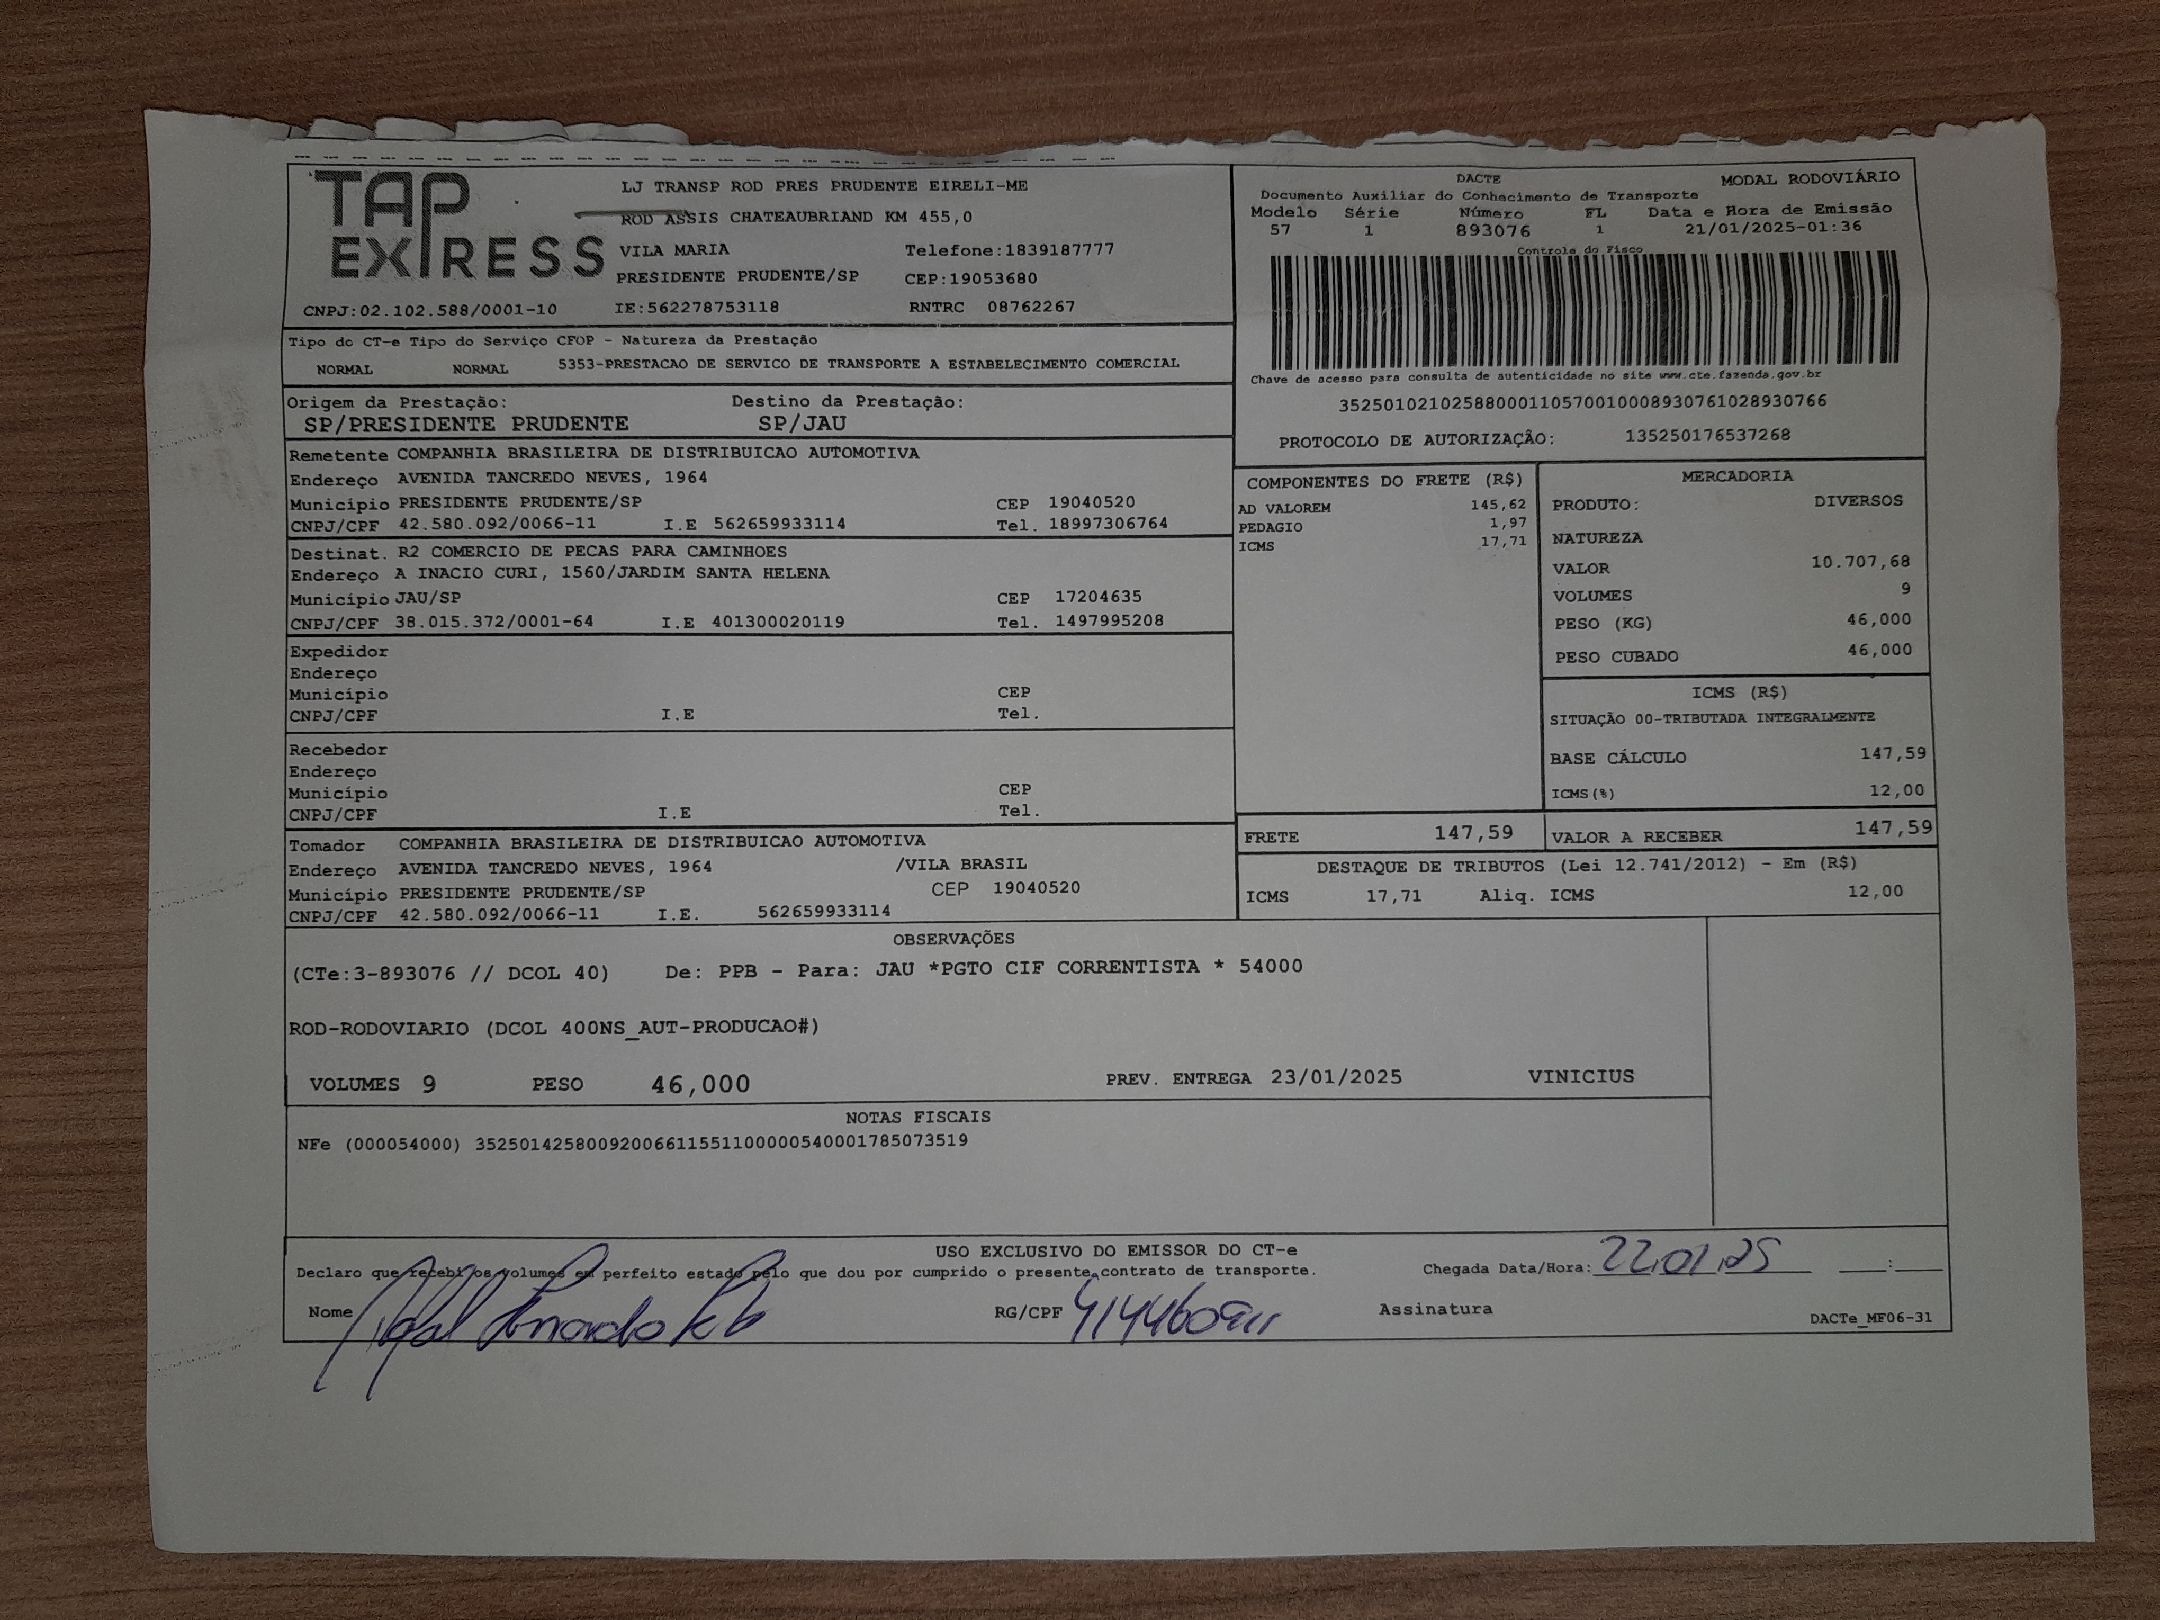 TAP EXPRESS
LJ TRANSP ROD PRES PRUDENTE EIRELI-ME
ROD ASSIS CHATEAUBRIAND KM 455,0
VILA MARIA Telefone:1839187777
PRESIDENTE PRUDENTE/SP CEP:19053680
CNPJ:02.102.588/0001-10 IE:562278753118 RNTRC 08762267
DACTE MODAL RODOVIÁRIO
Documento Auxiliar do Conhecimento de Transporte
Modelo Série Número FL Data e Hora de Emissão
57 1 893076 1 21/01/2025-01:36
Controle do Fisco
Chave de acesso para consulta de autenticidade no site www.cte.fazenda.gov.br
35250102102588000110570010008930761028930766
PROTOCOLO DE AUTORIZAÇÃO: 135250176537268
Tipo do CT-e Tipo do Serviço CFOP - Natureza da Prestação
NORMAL NORMAL 5353-PRESTACAO DE SERVICO DE TRANSPORTE A ESTABELECIMENTO COMERCIAL
Origem da Prestação: Destino da Prestação:
SP/PRESIDENTE PRUDENTE SP/JAU
Remetente COMPANHIA BRASILEIRA DE DISTRIBUICAO AUTOMOTIVA
Endereço AVENIDA TANCREDO NEVES, 1964
Município PRESIDENTE PRUDENTE/SP CEP 19040520
CNPJ/CPF 42.580.092/0066-11 I.E 562659933114 Tel. 18997306764
Destinat. R2 COMERCIO DE PECAS PARA CAMINHOES
Endereço A INACIO CURI, 1560/JARDIM SANTA HELENA
Município JAU/SP CEP 17204635
CNPJ/CPF 38.015.372/0001-64 I.E 401300020119 Tel. 1497995208
Expedidor
Endereço
Município CEP
CNPJ/CPF I.E Tel.
Recebedor
Endereço
Município CEP
CNPJ/CPF I.E Tel.
Tomador COMPANHIA BRASILEIRA DE DISTRIBUICAO AUTOMOTIVA
Endereço AVENIDA TANCREDO NEVES, 1964 /VILA BRASIL
Município PRESIDENTE PRUDENTE/SP CEP 19040520
CNPJ/CPF 42.580.092/0066-11 I.E. 562659933114
COMPONENTES DO FRETE (R$)
AD VALOREM 145,62
PEDAGIO 1,97
ICMS 17,71
MERCADORIA
PRODUTO: DIVERSOS
NATUREZA
VALOR 10.707,68
VOLUMES 9
PESO (KG) 46,000
PESO CUBADO 46,000
ICMS (R$)
SITUAÇÃO 00-TRIBUTADA INTEGRALMENTE
BASE CÁLCULO 147,59
ICMS(%) 12,00
FRETE 147,59 VALOR A RECEBER 147,59
DESTAQUE DE TRIBUTOS (Lei 12.741/2012) - Em (R$)
ICMS 17,71 Aliq. ICMS 12,00
OBSERVAÇÕES
(CTe:3-893076 // DCOL 40) De: PPB - Para: JAU *PGTO CIF CORRENTISTA * 54000
ROD-RODOVIARIO (DCOL 400NS_AUT-PRODUCAO#)
VOLUMES 9 PESO 46,000 PREV. ENTREGA 23/01/2025 VINICIUS
NOTAS FISCAIS
NFe (000054000) 35250142580092006611551100000540001785073519
USO EXCLUSIVO DO EMISSOR DO CT-e
Declaro que recebi os volumes em perfeito estado pelo que dou por cumprido o presente contrato de transporte.
Chegada Data/Hora: 22.01.25 :
Nome RG/CPF Assinatura
DACTe_MF06-31